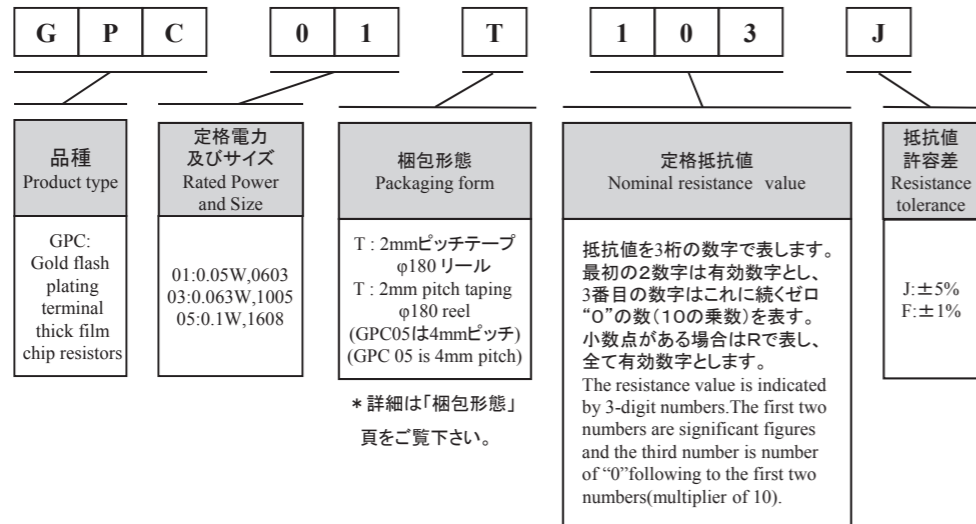 G P C 0 1 T 1 0 3 J
品種
Product type
GPC:
Gold flash
plating
terminal
thick film
chip resistors
定格電力
及びサイズ
Rated Power
and Size
01:0.05W,0603
03:0.063W,1005
05:0.1W,1608
梱包形態
Packaging form
T : 2mmピッチテープ
φ180 リール
T : 2mm pitch taping
φ180 reel
(GPC05は4mmピッチ)
(GPC 05 is 4mm pitch)
＊詳細は「梱包形態」
頁をご覧下さい。
定格抵抗値
Nominal resistance value
抵抗値を3桁の数字で表します。
最初の２数字は有効数字とし、
3番目の数字はこれに続くゼロ
“０”の数（１０の乗数）を表す。
小数点がある場合はRで表し、
全て有効数字とします。
The resistance value is indicated
by 3-digit numbers.The first two
numbers are significant figures
and the third number is number
of “0”following to the first two
numbers(multiplier of 10).
抵抗値
許容差
Resistance
tolerance
J:±5%
F:±1%